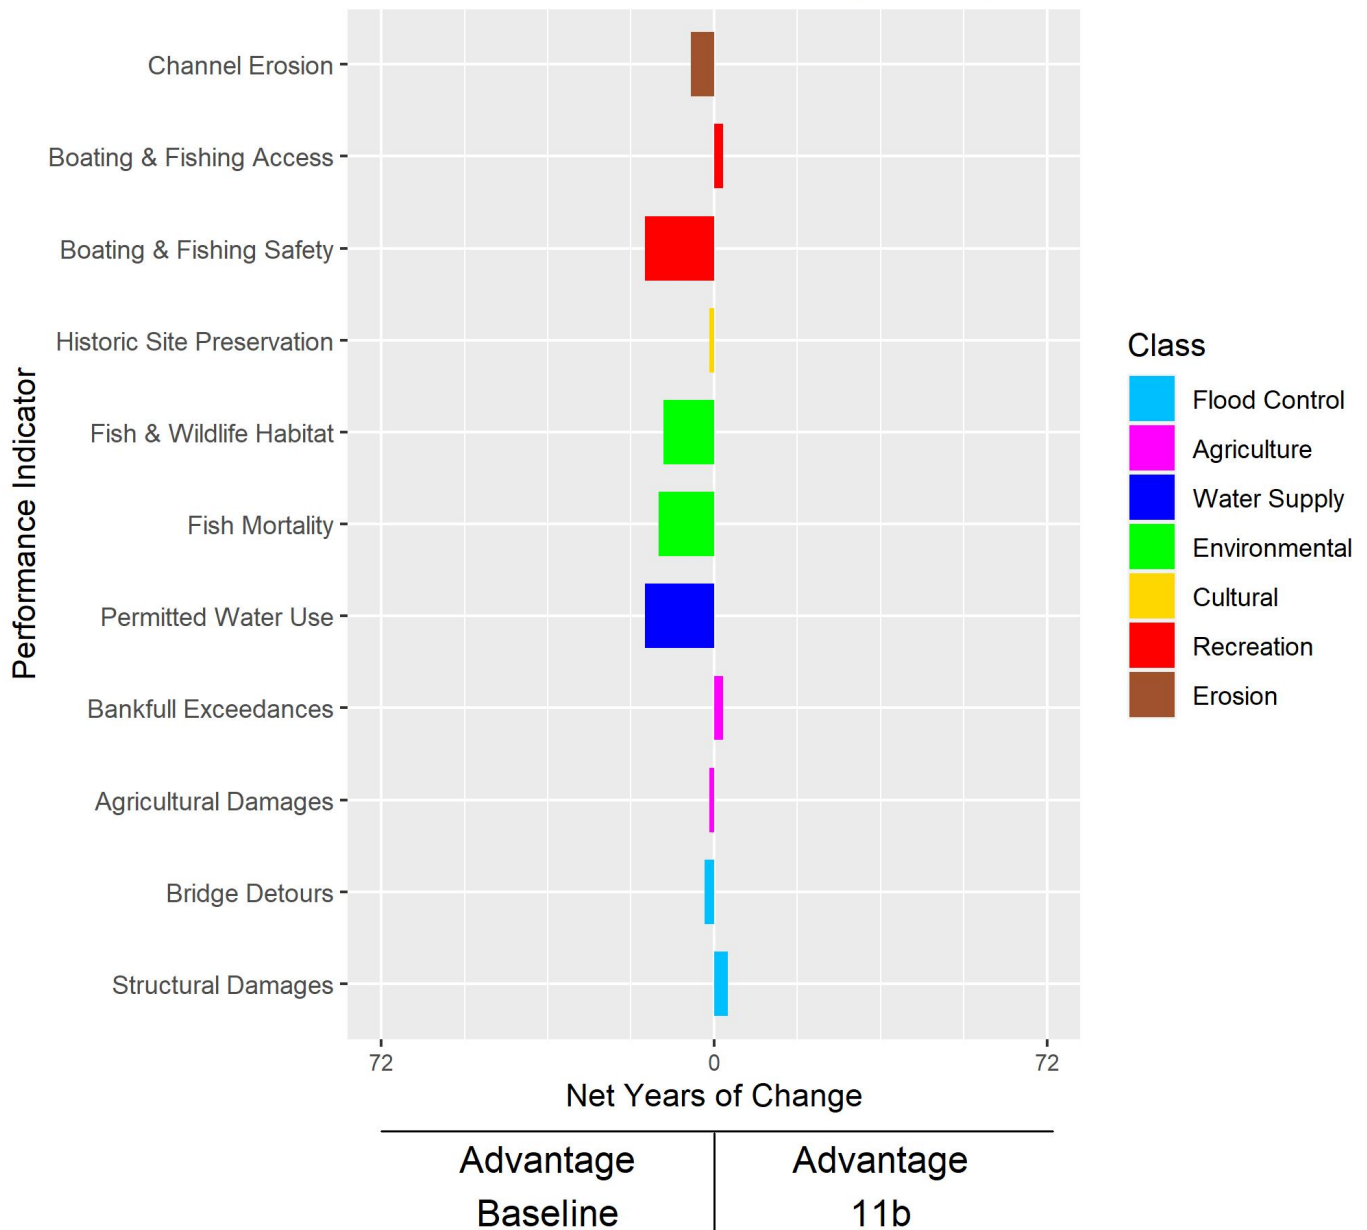 Channel Erosion
Boating & Fishing Access
Boating & Fishing Safety
Historic Site Preservation
Fish & Wildlife Habitat
Fish Mortality
Permitted Water Use
Bankfull Exceedances
Agricultural Damages
Bridge Detours
Structural Damages
Performance Indicator
72 0 72
Net Years of Change
Advantage Advantage
Baseline 11b
Class
Flood Control
Agriculture
Water Supply
Environmental
Cultural
Recreation
Erosion